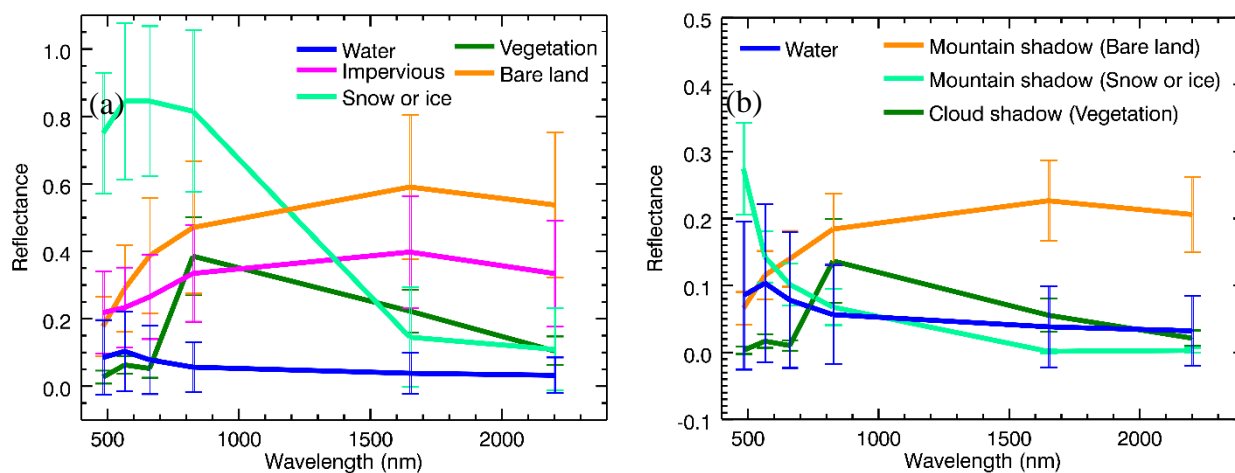 (a)
Water
Vegetation
Impervious
Bare land
Snow or ice
Reflectance
1.0
0.8
0.6
0.4
0.2
0.0
500 1000 1500 2000
Wavelength (nm)
(b)
Water
Mountain shadow (Bare land)
Mountain shadow (Snow or ice)
Cloud shadow (Vegetation)
Reflectance
0.5
0.4
0.3
0.2
0.1
0.0
-0.1
500 1000 1500 2000
Wavelength (nm)